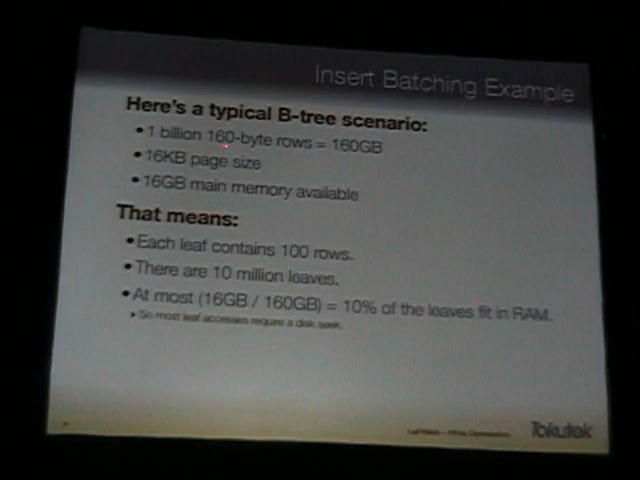 Insert Batching Example
Here's a typical B-tree scenario:
• 1 billion 160-byte rows = 160GB
• 16KB page size
• 16GB main memory available
That means:
• Each leaf contains 100 rows.
• There are 10 million leaves.
• At most (16GB / 160GB) = 10% of the leaves fit in RAM.
▸ So most leaf accesses require a disk seek.
Tokutek